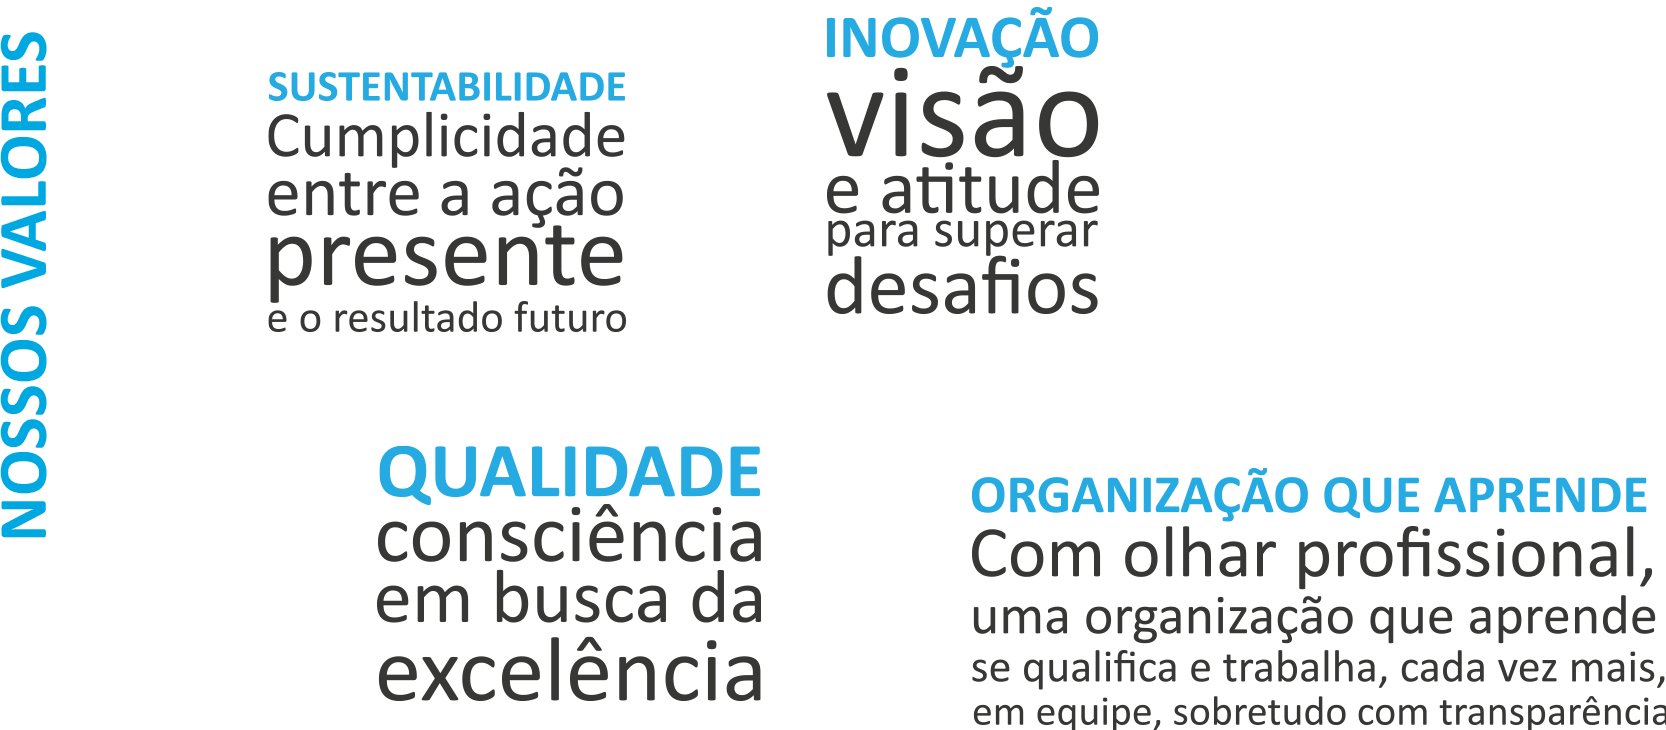 NOSSOS VALORES
SUSTENTABILIDADE
Cumplicidade
entre a ação
presente
e o resultado futuro
INOVAÇÃO
visão
e atitude
para superar
desafios
QUALIDADE
consciência
em busca da
excelência
ORGANIZAÇÃO QUE APRENDE
Com olhar profissional,
uma organização que aprende
se qualifica e trabalha, cada vez mais,
em equipe, sobretudo com transparência